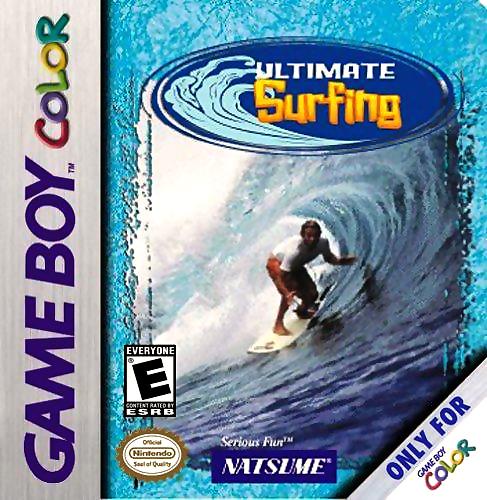 GAME BOY COLOR™
ULTIMATE
Surfing
EVERYONE
E
CONTENT RATED BY
ESRB
Official
Nintendo
Seal of Quality
Serious Fun™
NATSUME®
ONLY FOR
GAME BOY
COLOR